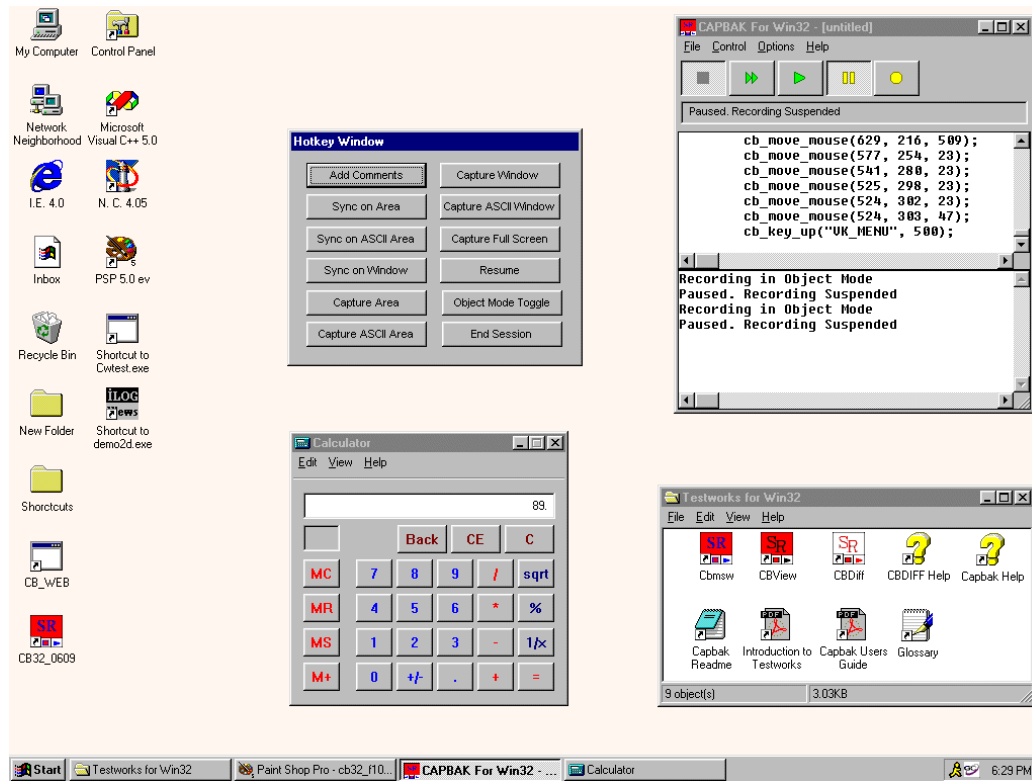 My Computer
Control Panel
Network
Neighborhood
Microsoft
Visual C++ 5.0
I.E. 4.0
N. C. 4.05
Inbox
PSP 5.0 ev
Recycle Bin
Shortcut to
Cwtest.exe
New Folder
iLOG
Views
Shortcut to
demo2d.exe
Shorctcuts
CB_WEB
SR
CB32_0609
Hotkey Window
Add Comments
Capture Window
Sync on Area
Capture ASCII Window
Sync on ASCII Area
Capture Full Screen
Sync on Window
Resume
Capture Area
Object Mode Toggle
Capture ASCII Area
End Session
Calculator
Edit View Help
89.
Back CE C
MC 7 8 9 / sqrt
MR 4 5 6 * %
MS 1 2 3 - 1/x
M+ 0 +/- . + =
CAPBAK For Win32 - [untitled]
File Control Options Help
Paused. Recording Suspended
cb_move_mouse(629, 216, 509);
cb_move_mouse(577, 254, 23);
cb_move_mouse(541, 280, 23);
cb_move_mouse(525, 298, 23);
cb_move_mouse(524, 302, 23);
cb_move_mouse(524, 303, 47);
cb_key_up("VK_MENU", 500);
Recording in Object Mode
Paused. Recording Suspended
Recording in Object Mode
Paused. Recording Suspended
Testworks for Win32
File Edit View Help
SR
Cbmsw
SR
CBView
SR
CBDiff
CBDIFF Help
Capbak Help
Capbak
Readme
PDF
Introduction to
Testworks
PDF
Capbak Users
Guide
Glossary
9 object(s)
3.03KB
Start
Testworks for Win32
Paint Shop Pro - cb32_f10...
CAPBAK For Win32 - ...
Calculator
6:29 PM